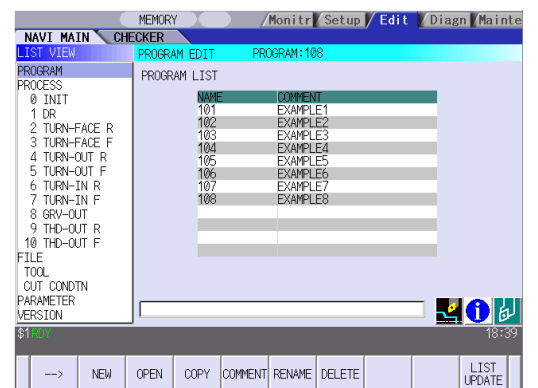 MEMORY Monitr Setup Edit Diagn Mainte
NAVI MAIN CHECKER
LIST VIEW PROGRAM EDIT PROGRAM:108
PROGRAM
PROCESS
0 INIT
1 DR
2 TURN-FACE R
3 TURN-FACE F
4 TURN-OUT R
5 TURN-OUT F
6 TURN-IN R
7 TURN-IN F
8 GRV-OUT
9 THD-OUT R
10 THD-OUT F
FILE
TOOL
CUT CONDTN
PARAMETER
VERSION
PROGRAM LIST
NAME COMMENT
101 EXAMPLE1
102 EXAMPLE2
103 EXAMPLE3
104 EXAMPLE4
105 EXAMPLE5
106 EXAMPLE6
107 EXAMPLE7
108 EXAMPLE8
$1 RDY 18:39
--> NEW OPEN COPY COMMENT RENAME DELETE LIST UPDATE